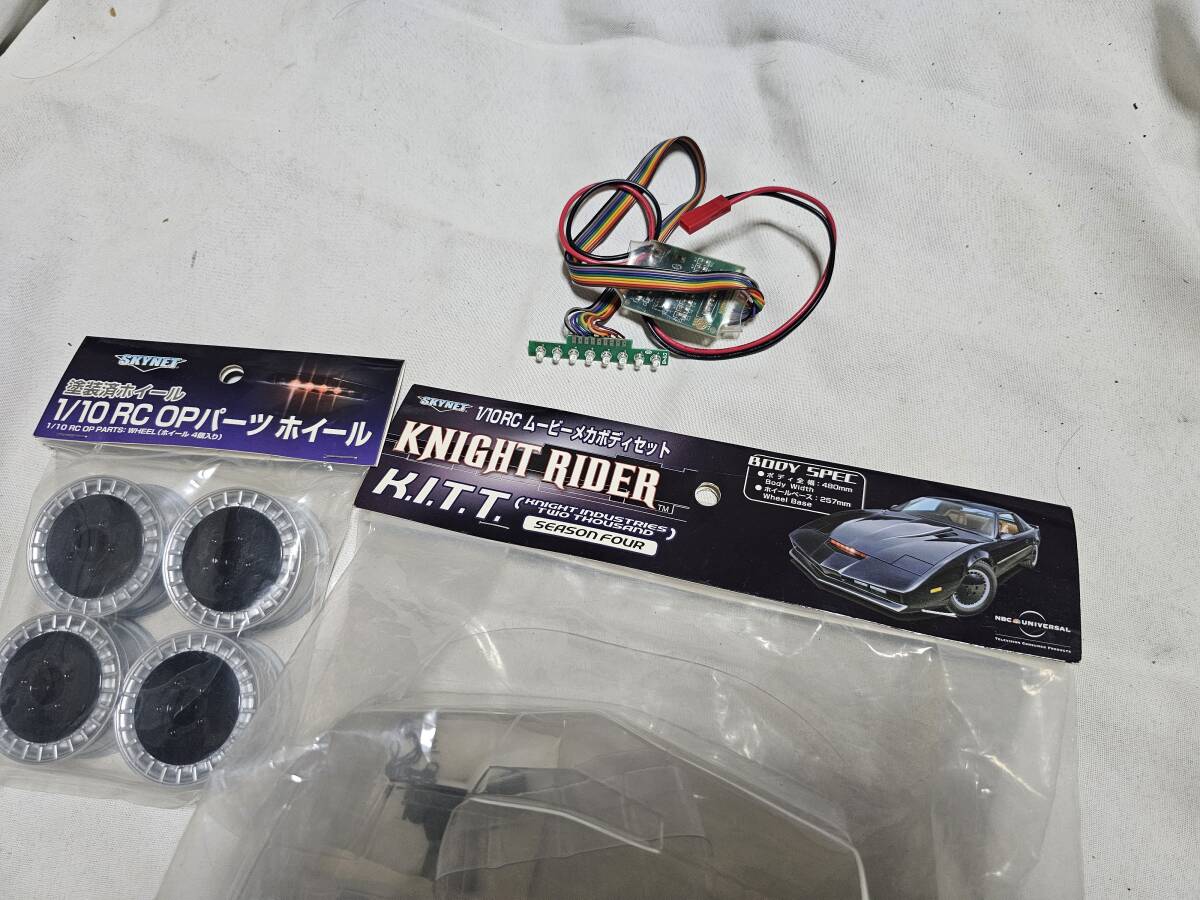 SKYNET
塗装済ホイール
1/10 RC OPパーツ ホイール
1/10 RC OP PARTS: WHEEL (ホイール 4個入り)
SKYNET 1/10RC ムービーメカボディセット
KNIGHT RIDER TM
K.I.T.T. (KNIGHT INDUSTRIES TWO THOUSAND)
SEASON FOUR
BODY SPEC
●ボディ全幅:480mm
Body Width
●ホイールベース:257mm
Wheel Base
NBC UNIVERSAL
TELEVISION CONSUMER PRODUCTS